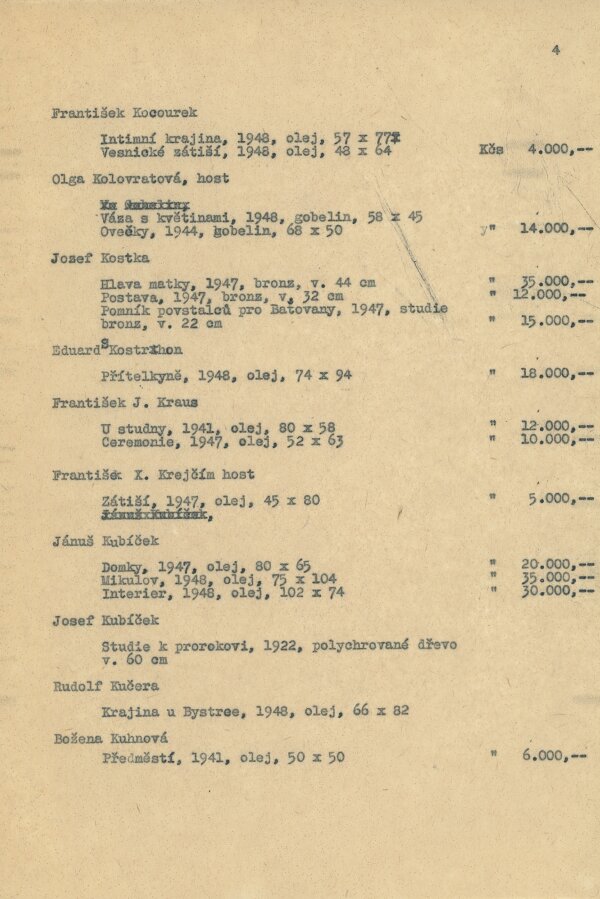 4
František Kocourek
Intimní krajina, 1948, olej, 57 x 77
Vesnické zátiší, 1948, olej, 48 x 64 Kčs 4.000,--
Olga Kolovratová, host
Váza s květinami, 1948, gobelin, 58 x 45
Ovečky, 1944, gobelin, 68 x 50 " 14.000,--
Jozef Kostka
Hlava matky, 1947, bronz, v. 44 cm " 35.000,--
Postava, 1947, bronz, v. 32 cm " 12.000,--
Pomník povstalců pro Baťovany, 1947, studie
bronz, v. 22 cm " 15.000,--
Eduard Kostrhon
Přítelkyně, 1948, olej, 74 x 94 " 18.000,--
František J. Kraus
U studny, 1941, olej, 80 x 58 " 12.000,--
Ceremonie, 1947, olej, 52 x 63 " 10.000,--
František X. Krejčím host
Zátiší, 1947, olej, 45 x 80 " 5.000,--
Jánuš Kubíček,
Jánuš Kubíček
Domky, 1947, olej, 80 x 65 " 20.000,--
Mikulov, 1948, olej, 75 x 104 " 35.000,--
Interier, 1948, olej, 102 x 74 " 30.000,--
Josef Kubíček
Studie k prorokovi, 1922, polychrované dřevo
v. 60 cm
Rudolf Kučera
Krajina u Bystree, 1948, olej, 66 x 82
Božena Kuhnová
Předměstí, 1941, olej, 50 x 50 " 6.000,--